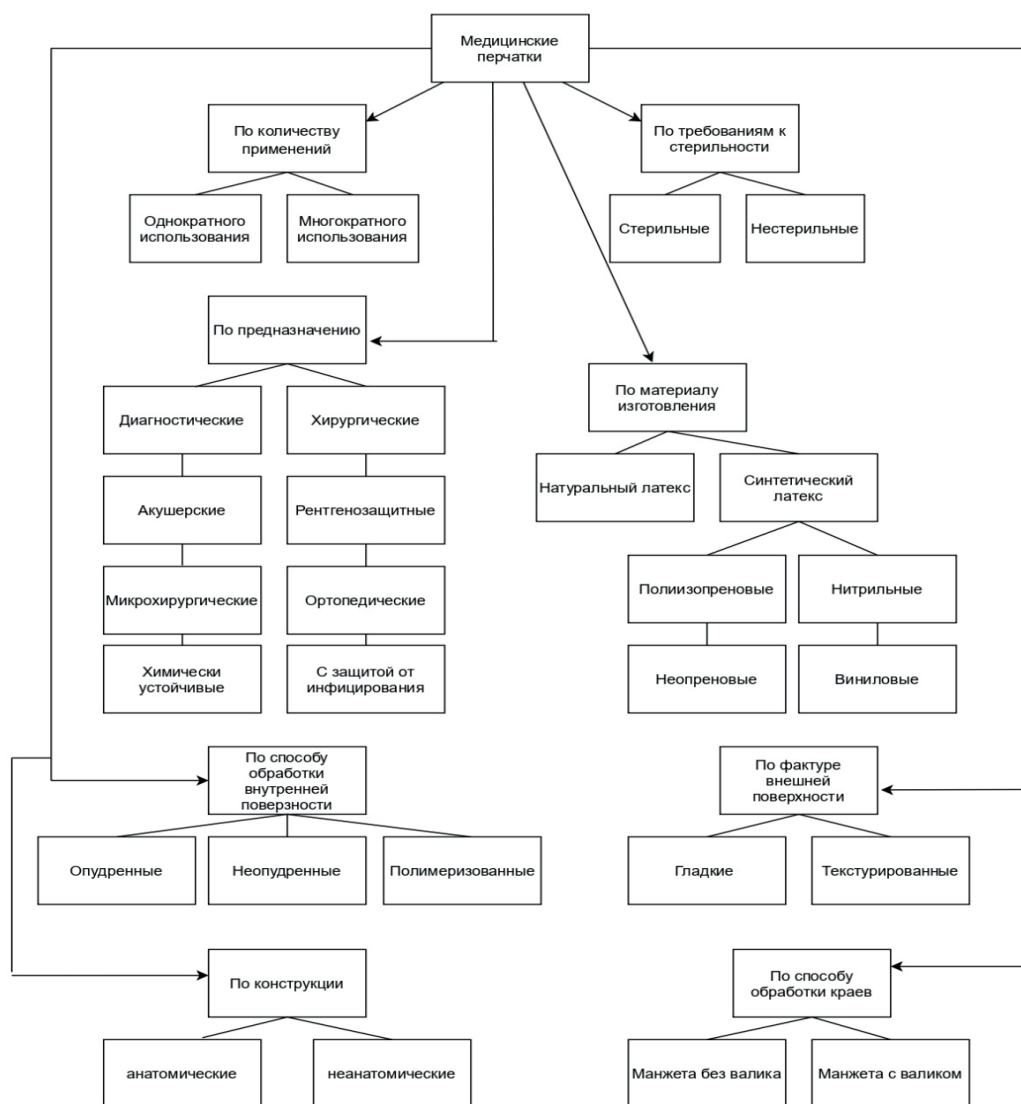 Медицинские
перчатки
По количеству
применений
По требованиям к
стерильности
Однократного
использования
Многократного
использования
Стерильные
Нестерильные
По предназначению
По материалу
изготовления
Диагностические
Хирургические
Натуральный латекс
Синтетический
латекс
Акушерские
Рентгенозащитные
Полиизопреновые
Нитрильные
Микрохирургические
Ортопедические
Химически
устойчивые
С защитой от
инфицирования
Неопреновые
Виниловые
По способу
обработки
внутренней
поверзности
По фактуре
внешней
поверхности
Опудренные
Неопудренные
Полимеризованные
Гладкие
Текстурированные
По конструкции
По способу
обработки краев
анатомические
неанатомические
Манжета без валика
Манжета с валиком